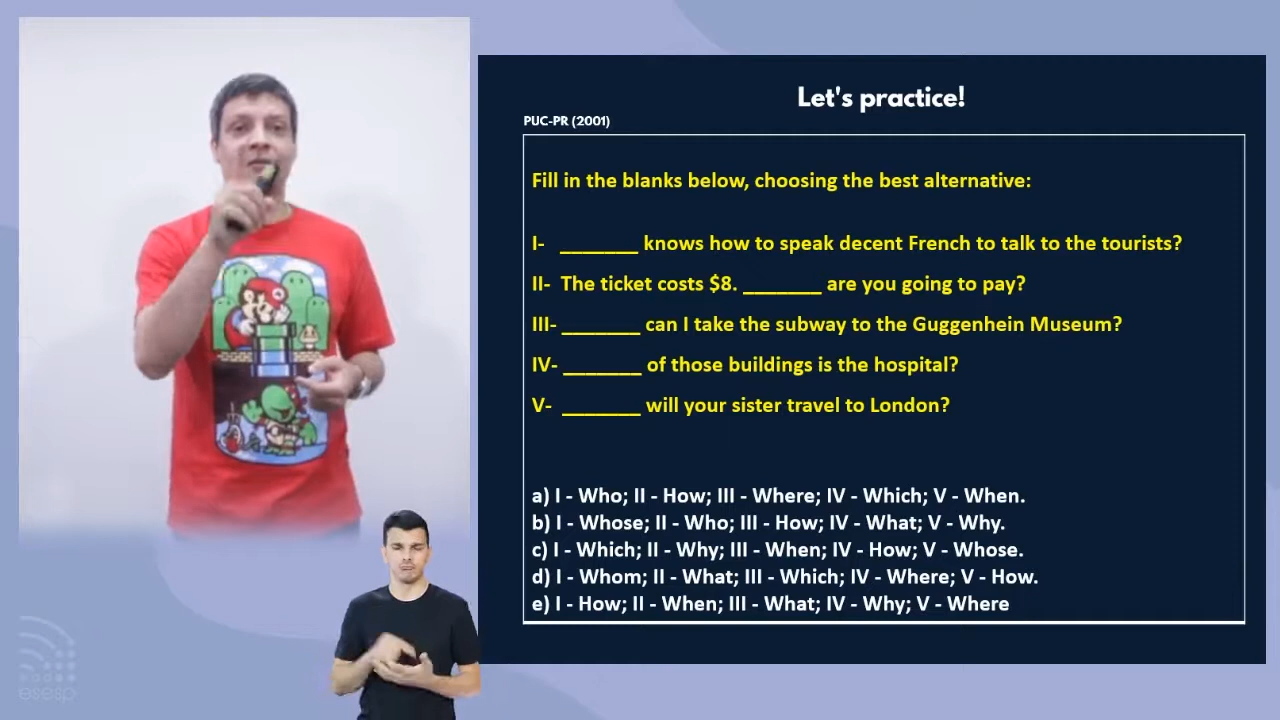 Let's practice!
PUC-PR (2001)
Fill in the blanks below, choosing the best alternative:
I- _______ knows how to speak decent French to talk to the tourists?
II- The ticket costs $8. _______ are you going to pay?
III- _______ can I take the subway to the Guggenhein Museum?
IV- _______ of those buildings is the hospital?
V- _______ will your sister travel to London?
a) I - Who; II - How; III - Where; IV - Which; V - When.
b) I - Whose; II - Who; III - How; IV - What; V - Why.
c) I - Which; II - Why; III - When; IV - How; V - Whose.
d) I - Whom; II - What; III - Which; IV - Where; V - How.
e) I - How; II - When; III - What; IV - Why; V - Where
esesp